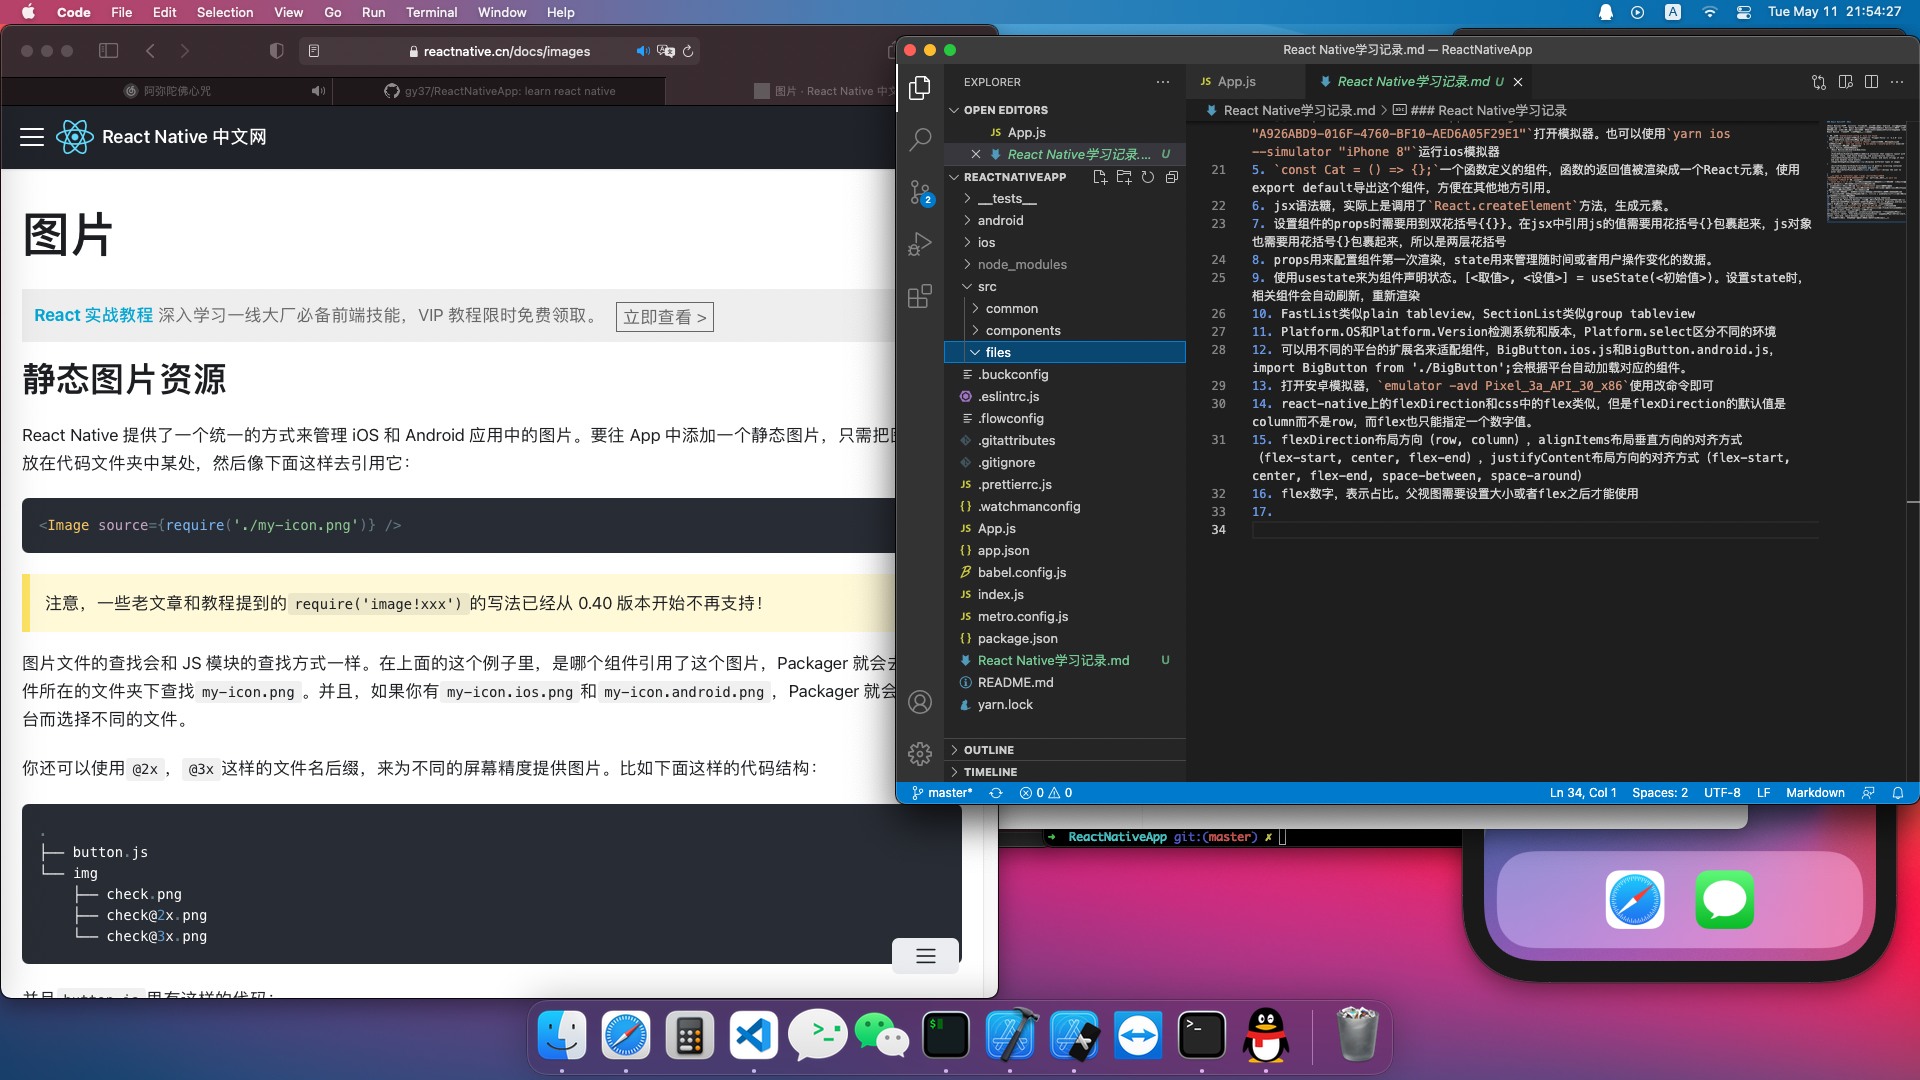 Code File Edit Selection View Go Run Terminal Window Help
A Tue May 11 21:54:27
reactnative.cn/docs/images
阿弥陀佛心咒
gy37/ReactNativeApp: learn react native
图片 · React Native 中文
React Native 中文网
图片
React 实战教程 深入学习一线大厂必备前端技能，VIP 教程限时免费领取。 立即查看 >
静态图片资源
React Native 提供了一个统一的方式来管理 iOS 和 Android 应用中的图片。要往 App 中添加一个静态图片，只需把
放在代码文件夹中某处，然后像下面这样去引用它：
<Image source={require('./my-icon.png')} />
注意，一些老文章和教程提到的 require('image!xxx') 的写法已经从 0.40 版本开始不再支持！
图片文件的查找会和 JS 模块的查找方式一样。在上面的这个例子里，是哪个组件引用了这个图片，Packager 就会
件所在的文件夹下查找 my-icon.png 。并且，如果你有 my-icon.ios.png 和 my-icon.android.png ，Packager 就会
台而选择不同的文件。
你还可以使用 @2x ， @3x 这样的文件名后缀，来为不同的屏幕精度提供图片。比如下面这样的代码结构：
.
├── button.js
└── img
├── check.png
├── check@2x.png
└── check@3x.png
并且 button.js 里有这样的代码：
React Native学习记录.md — ReactNativeApp
EXPLORER
OPEN EDITORS
App.js
React Native学习记录.... U
REACTNATIVEAPP
__tests__
android
ios
node_modules
src
common
components
files
.buckconfig
.eslintrc.js
.flowconfig
.gitattributes
.gitignore
.prettierrc.js
.watchmanconfig
App.js
app.json
babel.config.js
index.js
metro.config.js
package.json
React Native学习记录.md U
README.md
yarn.lock
OUTLINE
TIMELINE
2
JS App.js
React Native学习记录.md U
React Native学习记录.md > ### React Native学习记录
"A926ABD9-016F-4760-BF10-AED6A05F29E1"`打开模拟器。也可以使用`yarn ios
--simulator "iPhone 8"`运行ios模拟器
21 5. `const Cat = () => {};`一个函数定义的组件，函数的返回值被渲染成一个React元素，使用
export default导出这个组件，方便在其他地方引用。
22 6. jsx语法糖，实际上是调用了`React.createElement`方法，生成元素。
23 7. 设置组件的props时需要用到双花括号{{}}。在jsx中引用js的值需要用花括号{}包裹起来，js对象
也需要用花括号{}包裹起来，所以是两层花括号
24 8. props用来配置组件第一次渲染，state用来管理随时间或者用户操作变化的数据。
25 9. 使用usestate来为组件声明状态。[<取值>, <设值>] = useState(<初始值>)。设置state时，
相关组件会自动刷新，重新渲染
26 10. FastList类似plain tableview，SectionList类似group tableview
27 11. Platform.OS和Platform.Version检测系统和版本，Platform.select区分不同的环境
28 12. 可以用不同的平台的扩展名来适配组件，BigButton.ios.js和BigButton.android.js，
import BigButton from './BigButton';会根据平台自动加载对应的组件。
29 13. 打开安卓模拟器，`emulator -avd Pixel_3a_API_30_x86`使用改命令即可
30 14. react-native上的flexDirection和css中的flex类似，但是flexDirection的默认值是
column而不是row，而flex也只能指定一个数字值。
31 15. flexDirection布局方向（row, column），alignItems布局垂直方向的对齐方式
（flex-start, center, flex-end），justifyContent布局方向的对齐方式（flex-start,
center, flex-end, space-between, space-around）
32 16. flex数字，表示占比。父视图需要设置大小或者flex之后才能使用
33 17.
34
master* 0 0 Ln 34, Col 1 Spaces: 2 UTF-8 LF Markdown
➜ ReactNativeApp git:(master) ✗